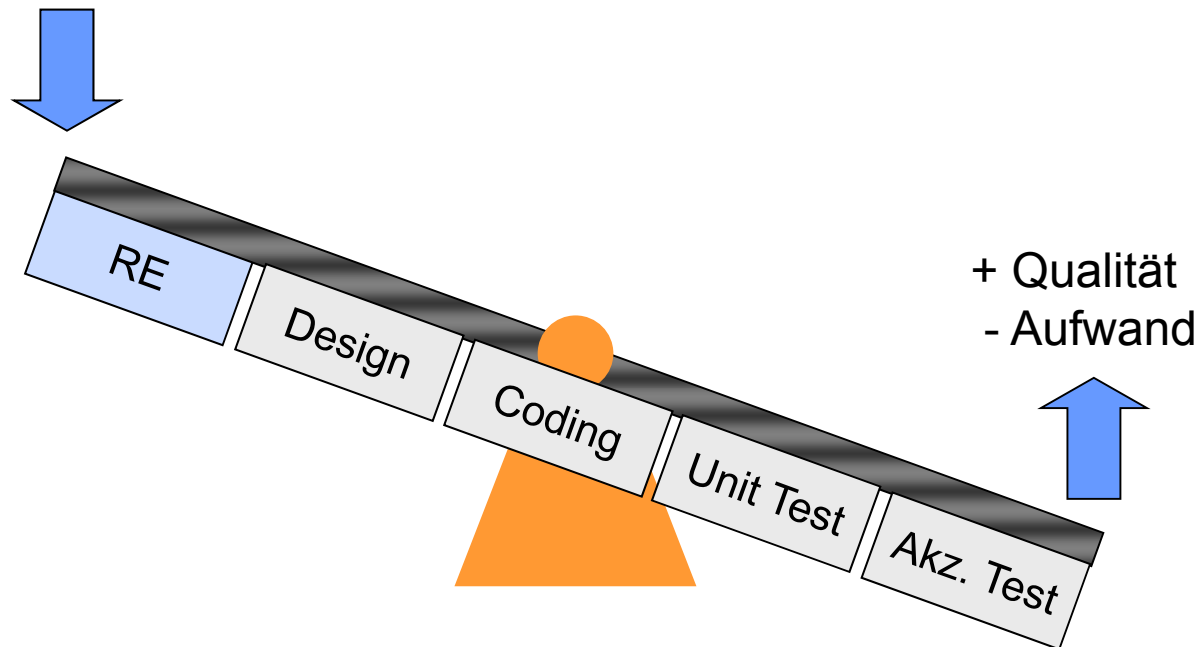 RE
Design
Coding
Unit Test
Akz. Test
+ Qualität
- Aufwand